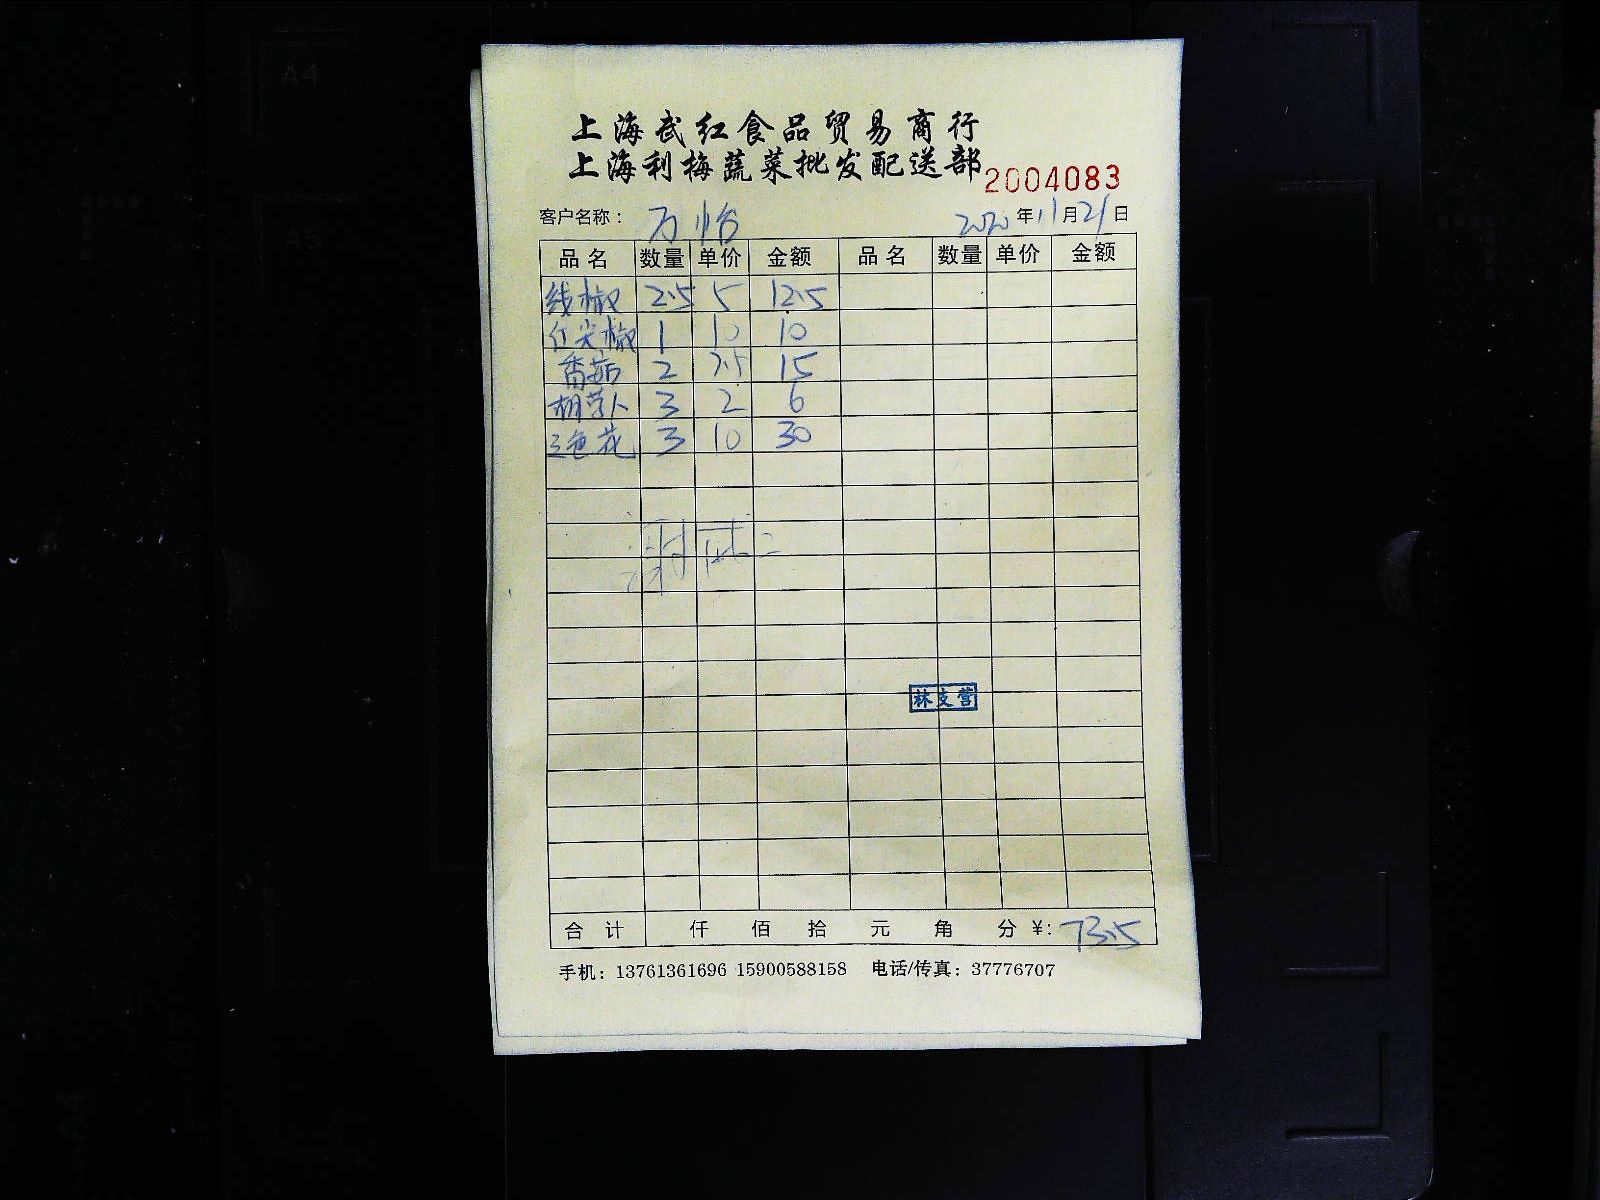 上海武红食品贸易商行
上海利梅蔬菜批发配送部
2004083
客户名称： 万怡 2020年11月21日
品名 数量 单价 金额 品名 数量 单价 金额
线椒 2.5 5 12.5
红尖椒 1 10 10
香菇 2 7.5 15
胡萝卜 3 2 6
三色花 3 10 30
林支营
合计 仟 佰 拾 元 角 分 ¥: 73.5
手机：13761361696 15900588158 电话/传真：37776707
A4
A5